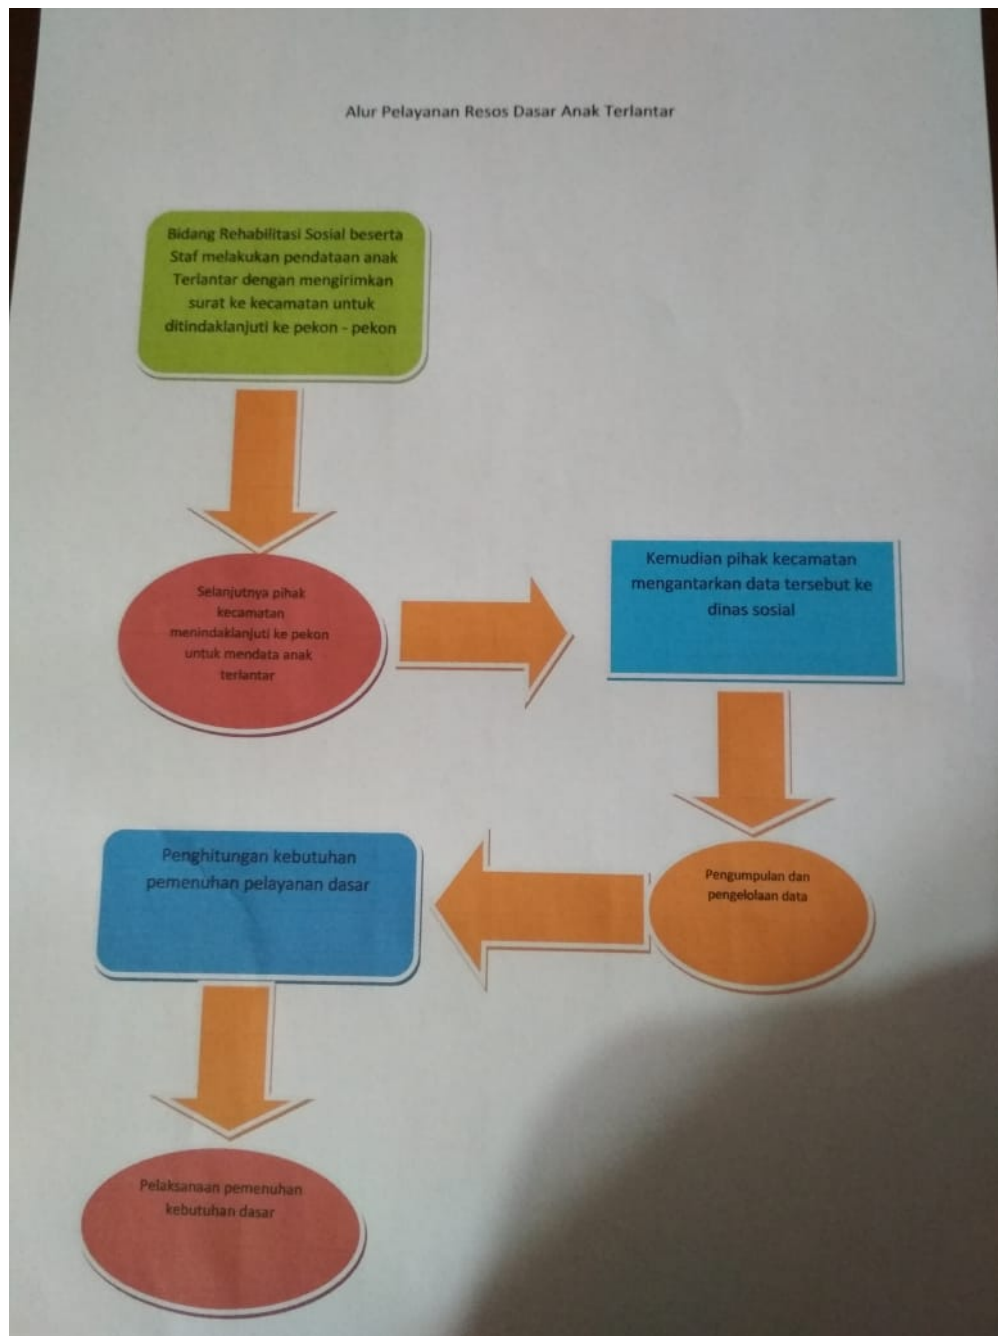 Alur Pelayanan Resos Dasar Anak Terlantar
Bidang Rehabilitasi Sosial beserta
Staf melakukan pendataan anak
Terlantar dengan mengirimkan
surat ke kecamatan untuk
ditindaklanjuti ke pekon - pekon
Selanjutnya pihak
kecamatan
menindaklanjuti ke pekon
untuk mendata anak
terlantar
Kemudian pihak kecamatan
mengantarkan data tersebut ke
dinas sosial
Pengumpulan dan
pengelolaan data
Penghitungan kebutuhan
pemenuhan pelayanan dasar
Pelaksanaan pemenuhan
kebutuhan dasar